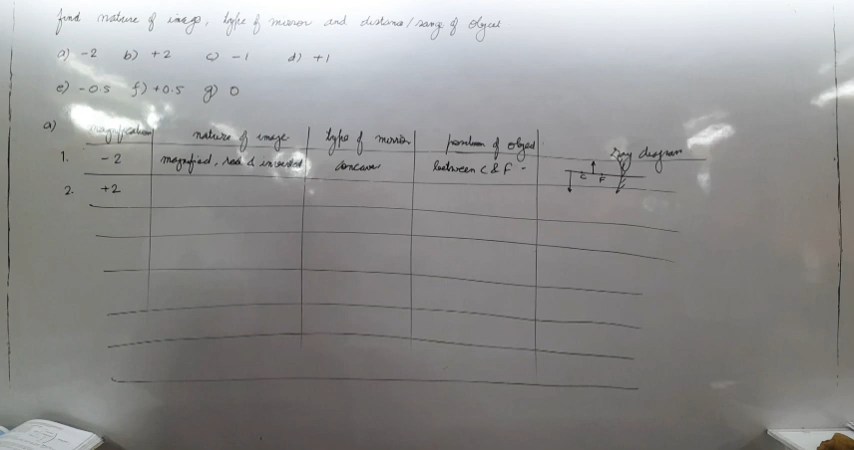 find nature of image, type of mirror and distance/range of object
a) -2 b) +2 c) -1 d) +1
e) -0.5 f) +0.5 g) 0
a) magnification nature of image type of mirror position of object Ray diagram
1. -2 magnified, real & inverted concave between C & F -
C F
2. +2